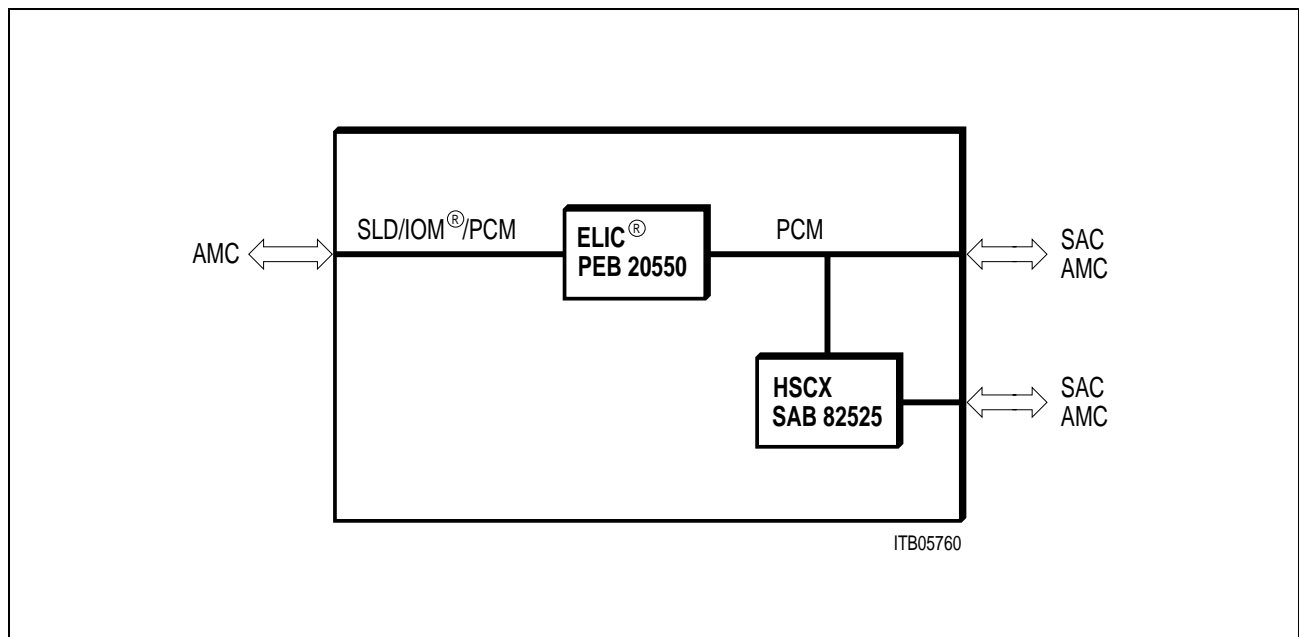 SLD/IOM®/PCM
ELIC®
PEB 20550
PCM
AMC
SAC
AMC
HSCX
SAB 82525
SAC
AMC
ITB05760